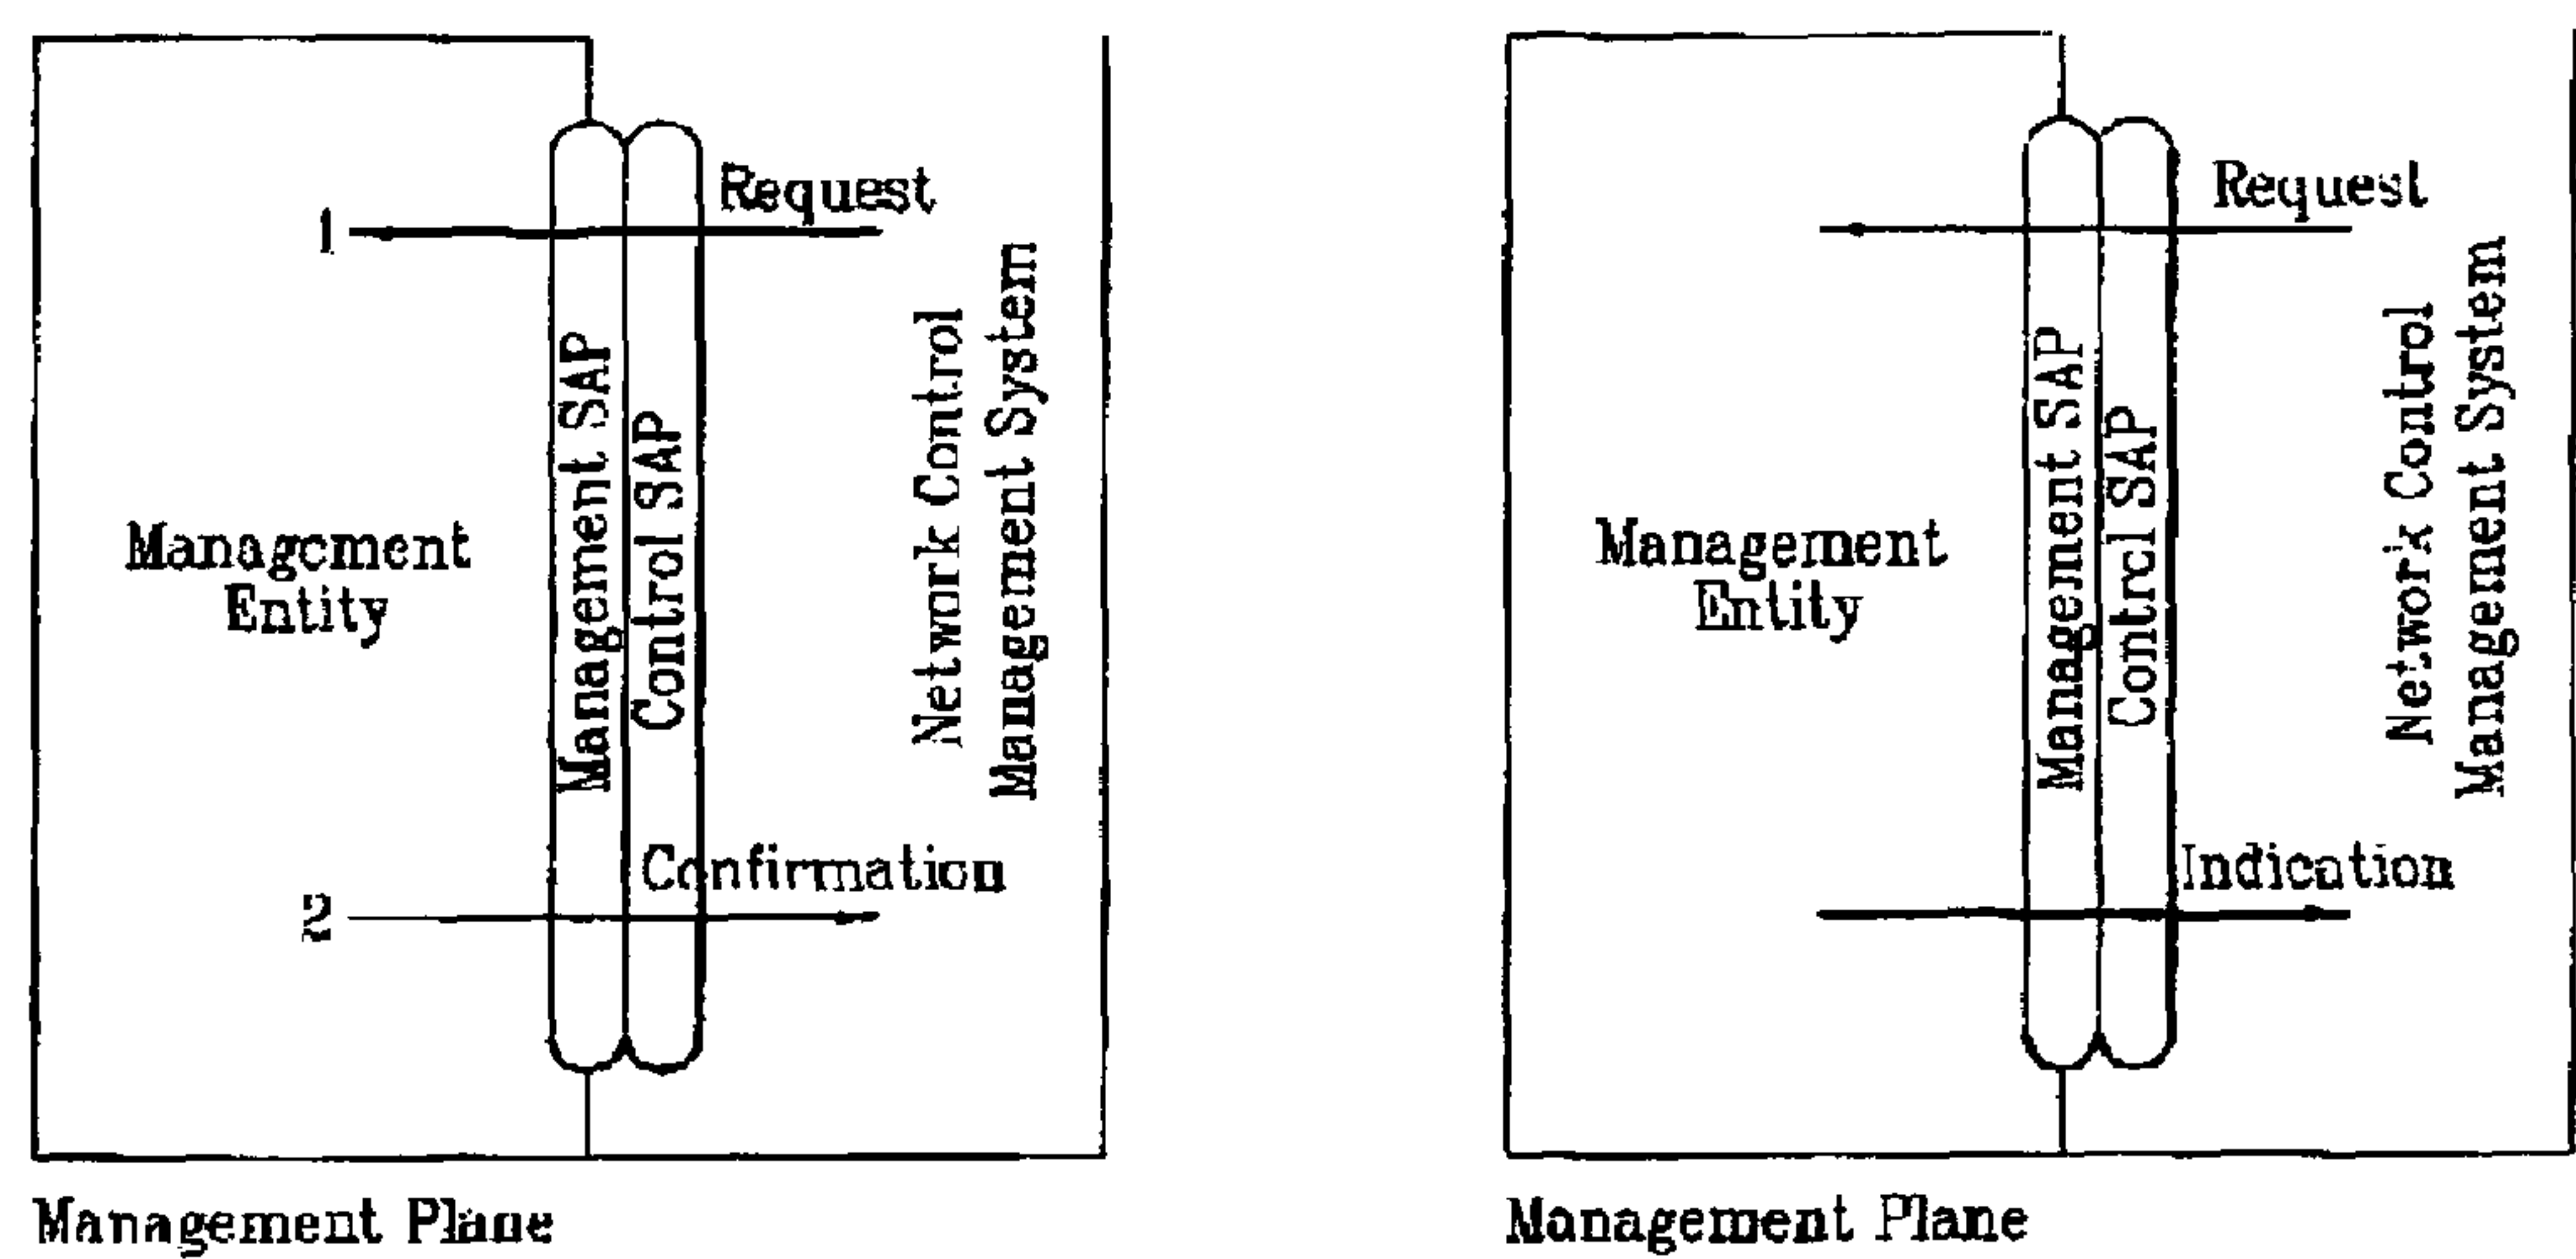 Request
1
Management SAP
Control SAP
Network Control
Management System
Management
Entity
Confirmation
2
Management Plane
Request
Management SAP
Control SAP
Network Control
Management System
Management
Entity
Indication
Management Plane